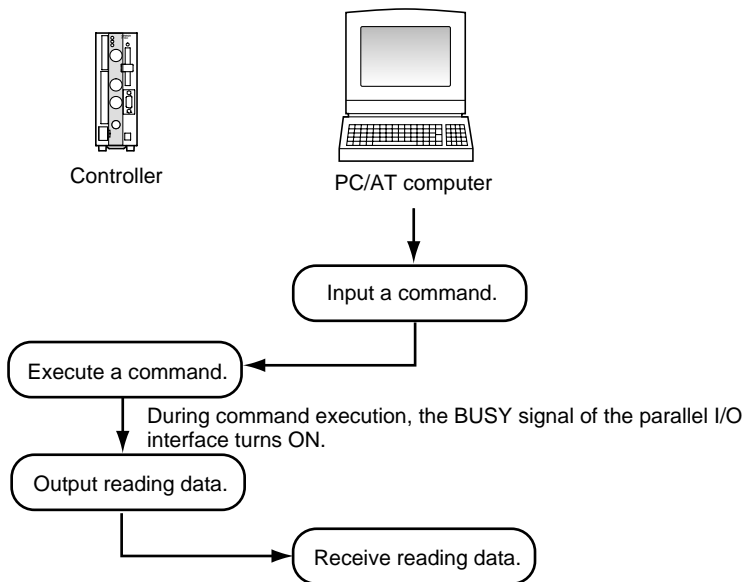 Controller
PC/AT computer
Input a command.
Execute a command.
During command execution, the BUSY signal of the parallel I/O
interface turns ON.
Output reading data.
Receive reading data.